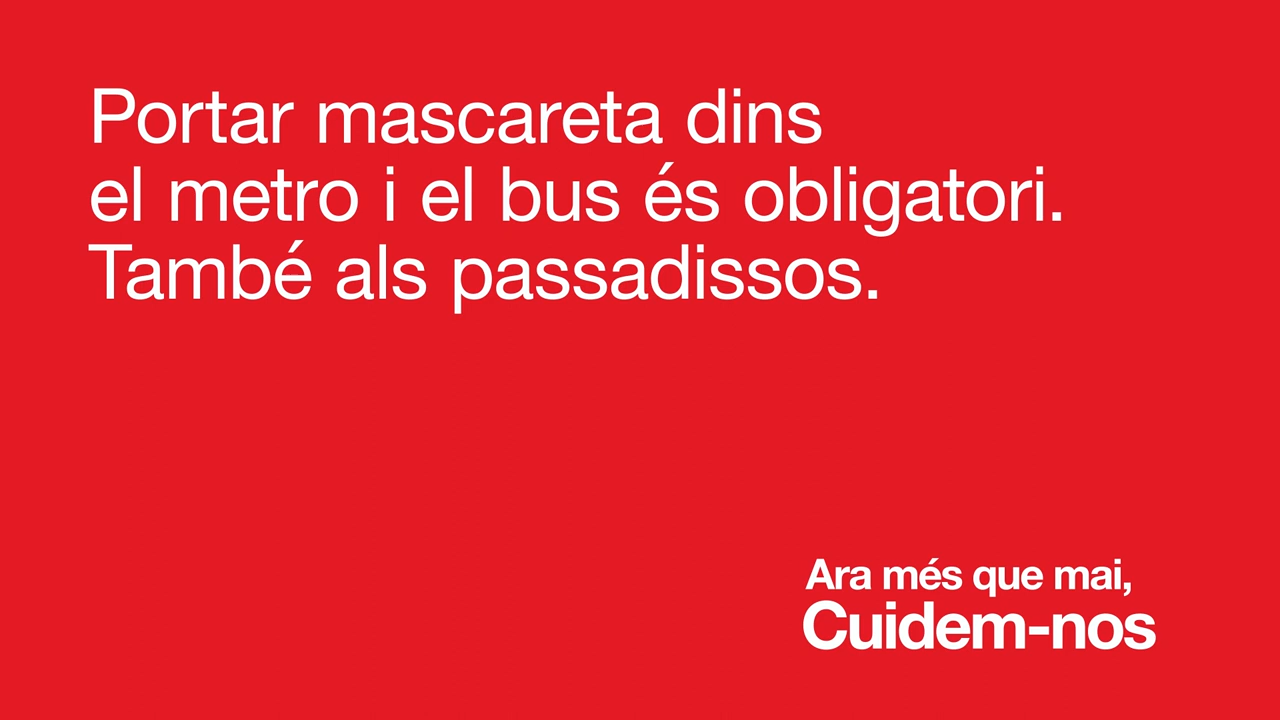 Portar mascareta dins
el metro i el bus és obligatori.
També als passadissos.
Ara més que mai,
Cuidem-nos